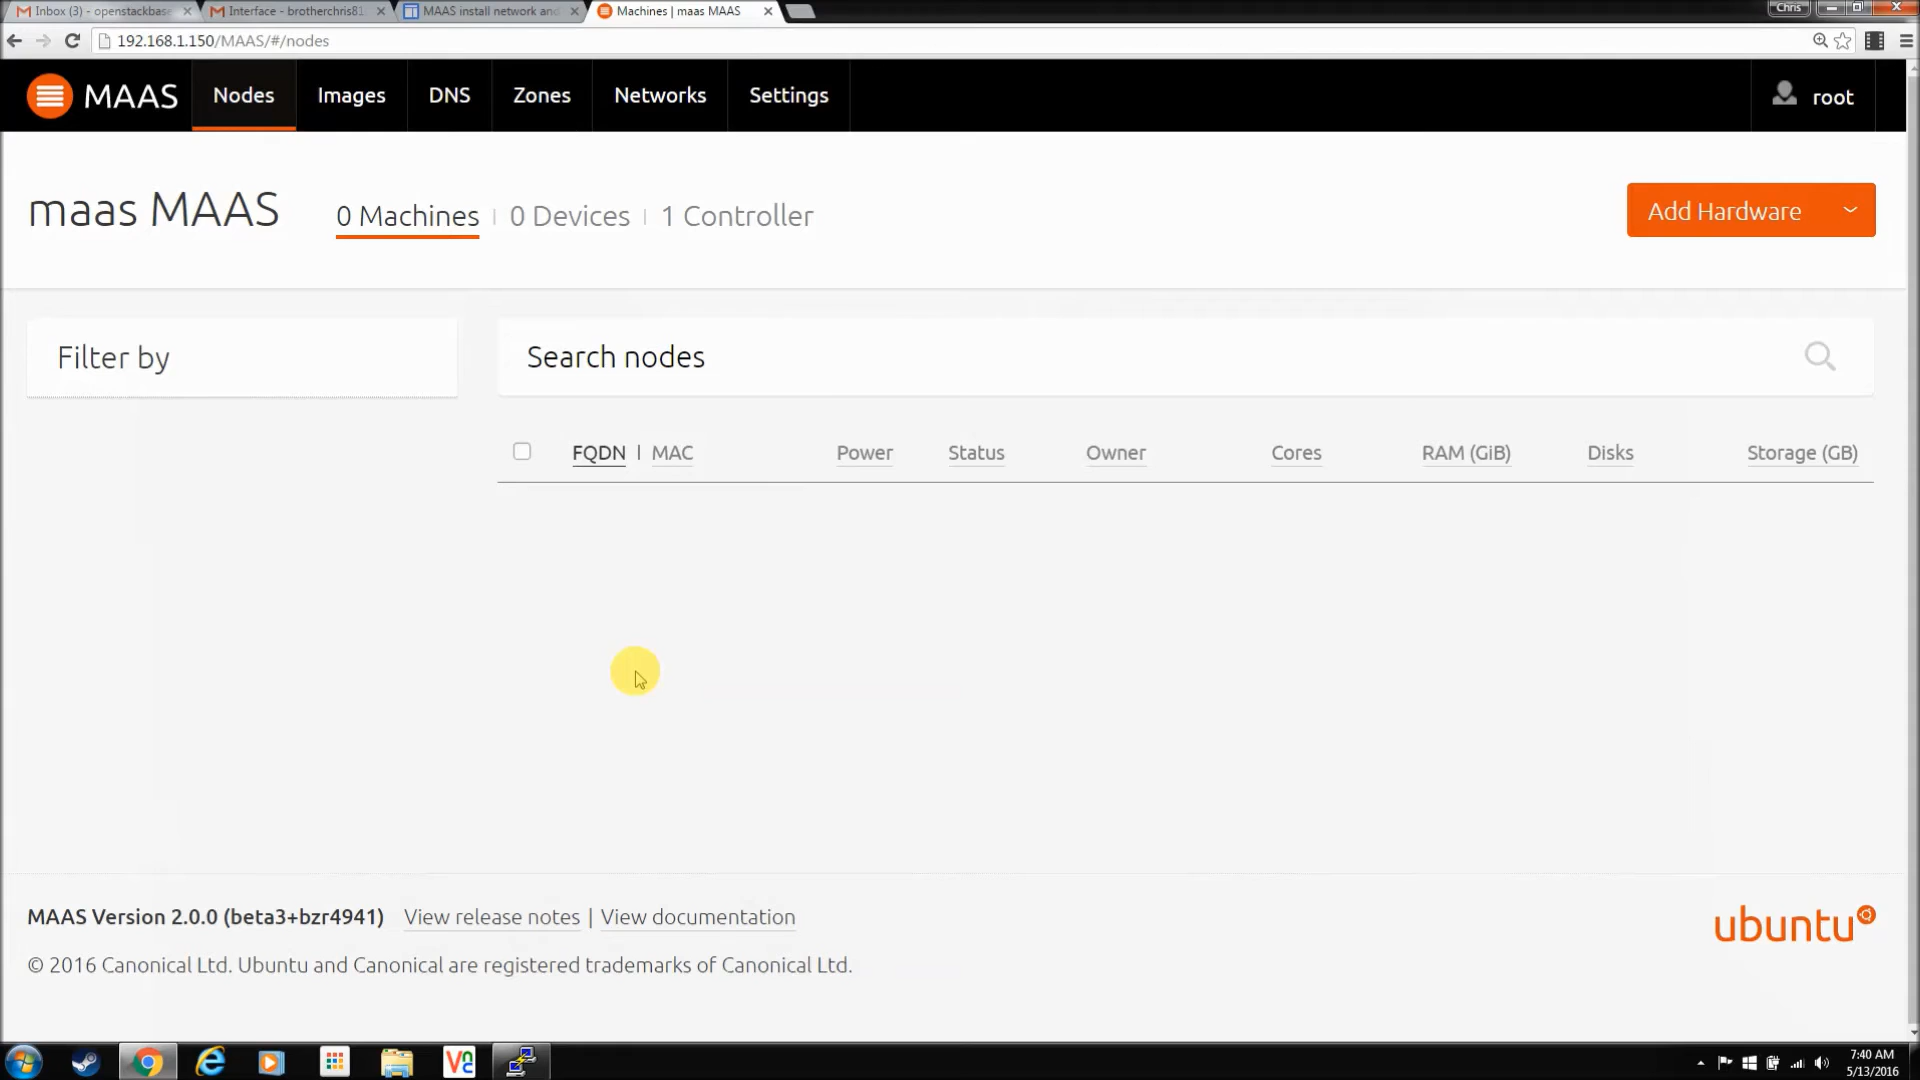 Inbox (3) - openstackbase
Interface - brotherchris81
MAAS install network and
Machines | maas MAAS
Chris
192.168.1.150/MAAS/#/nodes
MAAS
Nodes
Images
DNS
Zones
Networks
Settings
root
maas MAAS
0 Machines
0 Devices
1 Controller
Add Hardware
Filter by
Search nodes
FQDN | MAC
Power
Status
Owner
Cores
RAM (GiB)
Disks
Storage (GB)
MAAS Version 2.0.0 (beta3+bzr4941) View release notes | View documentation
ubuntu
© 2016 Canonical Ltd. Ubuntu and Canonical are registered trademarks of Canonical Ltd.
7:40 AM
5/13/2016